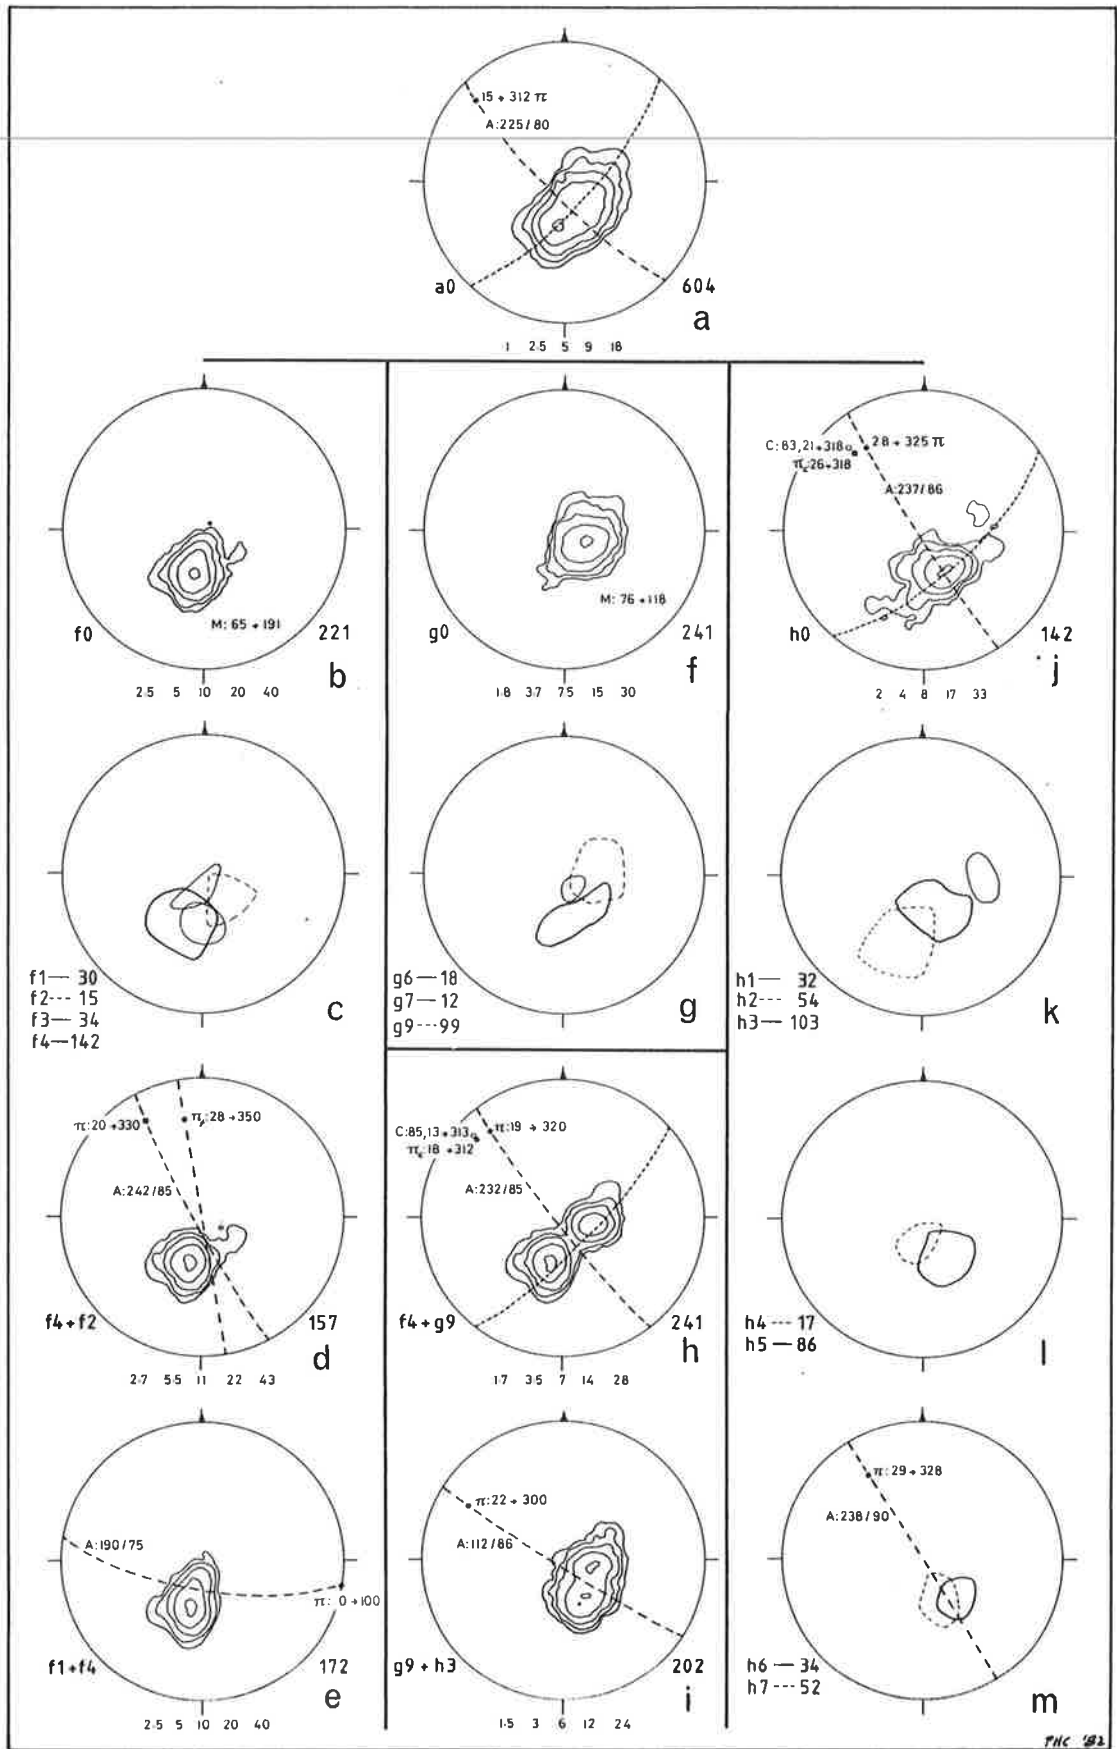 15→312 π
A:225/80
a0
604
a
1 2.5 5 9 18
M: 65→191
f0
221
b
2.5 5 10 20 40
M: 76→118
g0
241
f
1.8 3.7 7.5 15 30
C:83,21→318
28→325 π
π꜀:26→318
A:237/86
h0
142
j
2 4 8 17 33
f1— 30
f2--- 15
f3— 34
f4—142
c
g6—18
g7—12
g9---99
g
h1— 32
h2--- 54
h3—103
k
π:20→330
:28→350
A:242/85
f4+f2
157
d
2.7 5.5 11 22 43
C:85,13→313
π:19→320
π꜀:18→312
A:232/85
f4+g9
241
h
1.7 3.5 7 14 28
h4---17
h5—86
l
A:190/75
π: 0→100
f1+f4
172
e
2.5 5 10 20 40
π:22→300
A:112/86
g9+h3
202
i
1.5 3 6 12 24
π:29→328
A:238/90
h6—34
h7---52
m
PHC '82